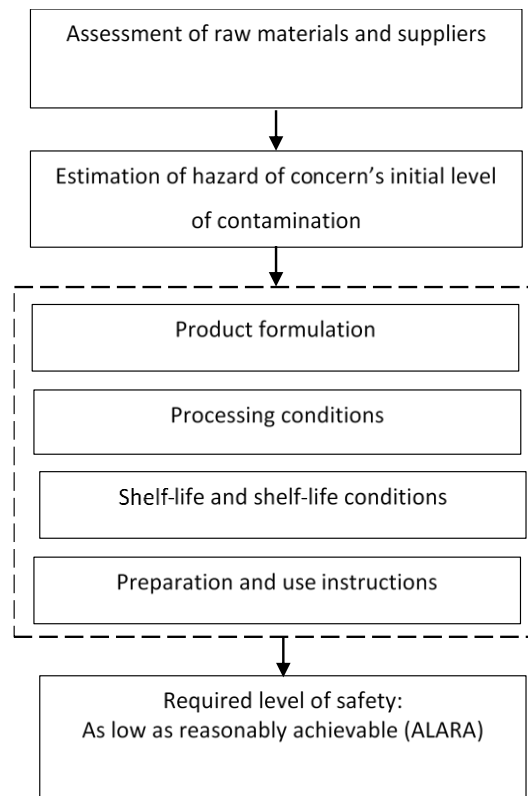 Assessment of raw materials and suppliers
Estimation of hazard of concern’s initial level
of contamination
Product formulation
Processing conditions
Shelf-life and shelf-life conditions
Preparation and use instructions
Required level of safety:
As low as reasonably achievable (ALARA)